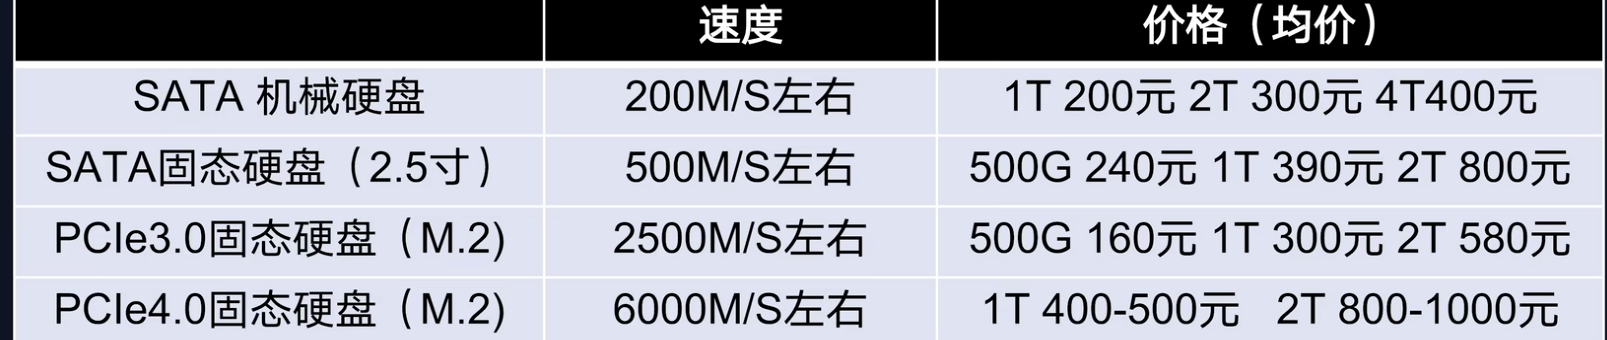 速度 价格（均价）
SATA 机械硬盘 200M/S左右 1T 200元 2T 300元 4T400元
SATA固态硬盘（2.5寸） 500M/S左右 500G 240元 1T 390元 2T 800元
PCIe3.0固态硬盘（M.2) 2500M/S左右 500G 160元 1T 300元 2T 580元
PCIe4.0固态硬盘（M.2) 6000M/S左右 1T 400-500元 2T 800-1000元